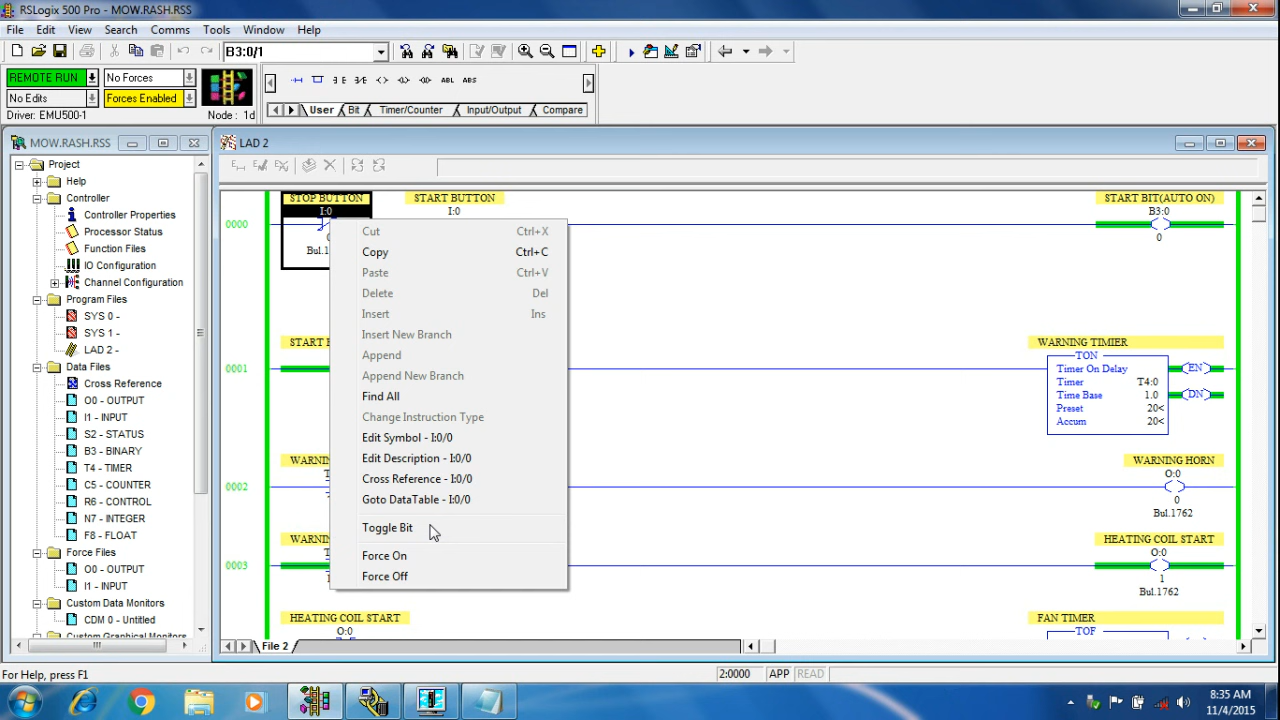 RSLogix 500 Pro - MOW.RASH.RSS
File Edit View Search Comms Tools Window Help
B3:0/1
REMOTE RUN No Forces
No Edits Forces Enabled
Driver: EMU500-1 Node : 1d
ABL ABS
User Bit Timer/Counter Input/Output Compare
MOW.RASH.RSS
Project
Help
Controller
Controller Properties
Processor Status
Function Files
IO Configuration
Channel Configuration
Program Files
SYS 0 -
SYS 1 -
LAD 2 -
Data Files
Cross Reference
O0 - OUTPUT
I1 - INPUT
S2 - STATUS
B3 - BINARY
T4 - TIMER
C5 - COUNTER
R6 - CONTROL
N7 - INTEGER
F8 - FLOAT
Force Files
O0 - OUTPUT
I1 - INPUT
Custom Data Monitors
CDM 0 - Untitled
Custom Graphical Monitors
LAD 2
STOP BUTTON START BUTTON START BIT(AUTO ON)
I:0 I:0 B3:0
0000
0
Bul.1
Cut Ctrl+X
Copy Ctrl+C
Paste Ctrl+V
Delete Del
Insert Ins
Insert New Branch
Append
Append New Branch
Find All
Change Instruction Type
Edit Symbol - I:0/0
Edit Description - I:0/0
Cross Reference - I:0/0
Goto DataTable - I:0/0
Toggle Bit
Force On
Force Off
START WARNING TIMIER
0001
TON
Timer On Delay EN
Timer T4:0
Time Base 1.0 DN
Preset 20<
Accum 20<
WARNIN WARNING HORN
O:0
0002
0
Bul.1762
WARNIN HEATING COIL START
O:0
0003
1
Bul.1762
HEATING COIL START FAN TIMER
O:0 TOF
File 2
For Help, press F1 2:0000 APP READ
8:35 AM
11/4/2015